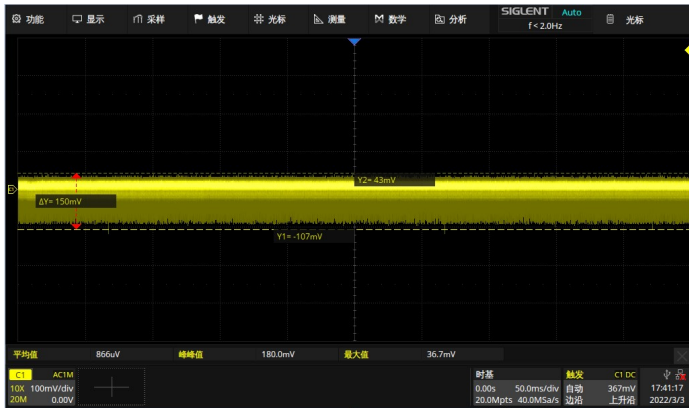 功能 显示 采样 触发 光标 测量 数学 分析 SIGLENT Auto 光标
f < 2.0Hz
Y2= 43mV
ΔY= 150mV
Y1= -107mV
平均值 866uV 峰峰值 180.0mV 最大值 36.7mV
C1 AC1M 时基 触发 C1 DC
10X 100mV/div 0.00s 50.0ms/div 自动 367mV 17:41:17
20M 0.00V 20.0Mpts 40.0MSa/s 边沿 上升沿 2022/3/3